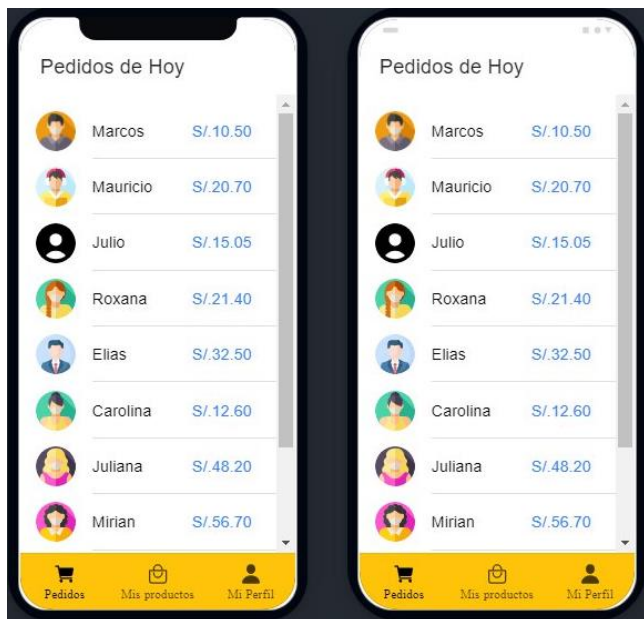 Pedidos de Hoy
Marcos S/.10.50
Mauricio S/.20.70
Julio S/.15.05
Roxana S/.21.40
Elias S/.32.50
Carolina S/.12.60
Juliana S/.48.20
Mirian S/.56.70
Pedidos Mis productos Mi Perfil
Pedidos de Hoy
Marcos S/.10.50
Mauricio S/.20.70
Julio S/.15.05
Roxana S/.21.40
Elias S/.32.50
Carolina S/.12.60
Juliana S/.48.20
Mirian S/.56.70
Pedidos Mis productos Mi Perfil